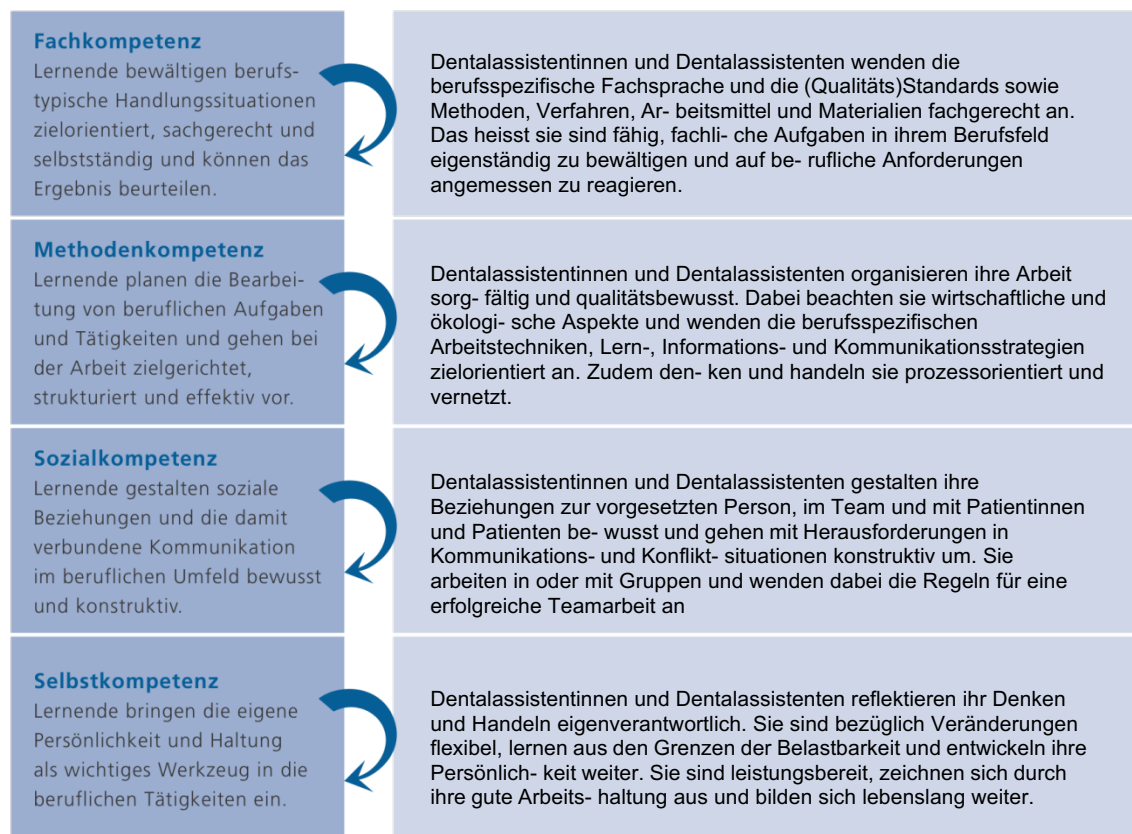 Fachkompetenz
Lernende bewältigen berufs-
typische Handlungssituationen
zielorientiert, sachgerecht und
selbstständig und können das
Ergebnis beurteilen.
Dentalassistentinnen und Dentalassistenten wenden die
berufsspezifische Fachsprache und die (Qualitäts)Standards sowie
Methoden, Verfahren, Ar- beitsmittel und Materialien fachgerecht an.
Das heisst sie sind fähig, fachli- che Aufgaben in ihrem Berufsfeld
eigenständig zu bewältigen und auf be- rufliche Anforderungen
angemessen zu reagieren.
Methodenkompetenz
Lernende planen die Bearbei-
tung von beruflichen Aufgaben
und Tätigkeiten und gehen bei
der Arbeit zielgerichtet,
strukturiert und effektiv vor.
Dentalassistentinnen und Dentalassistenten organisieren ihre Arbeit
sorg- fältig und qualitätsbewusst. Dabei beachten sie wirtschaftliche und
ökologi- sche Aspekte und wenden die berufsspezifischen
Arbeitstechniken, Lern-, Informations- und Kommunikationsstrategien
zielorientiert an. Zudem den- ken und handeln sie prozessorientiert und
vernetzt.
Sozialkompetenz
Lernende gestalten soziale
Beziehungen und die damit
verbundene Kommunikation
im beruflichen Umfeld bewusst
und konstruktiv.
Dentalassistentinnen und Dentalassistenten gestalten ihre
Beziehungen zur vorgesetzten Person, im Team und mit Patientinnen
und Patienten be- wusst und gehen mit Herausforderungen in
Kommunikations- und Konflikt- situationen konstruktiv um. Sie
arbeiten in oder mit Gruppen und wenden dabei die Regeln für eine
erfolgreiche Teamarbeit an
Selbstkompetenz
Lernende bringen die eigene
Persönlichkeit und Haltung
als wichtiges Werkzeug in die
beruflichen Tätigkeiten ein.
Dentalassistentinnen und Dentalassistenten reflektieren ihr Denken
und Handeln eigenverantwortlich. Sie sind bezüglich Veränderungen
flexibel, lernen aus den Grenzen der Belastbarkeit und entwickeln ihre
Persönlich- keit weiter. Sie sind leistungsbereit, zeichnen sich durch
ihre gute Arbeits- haltung aus und bilden sich lebenslang weiter.